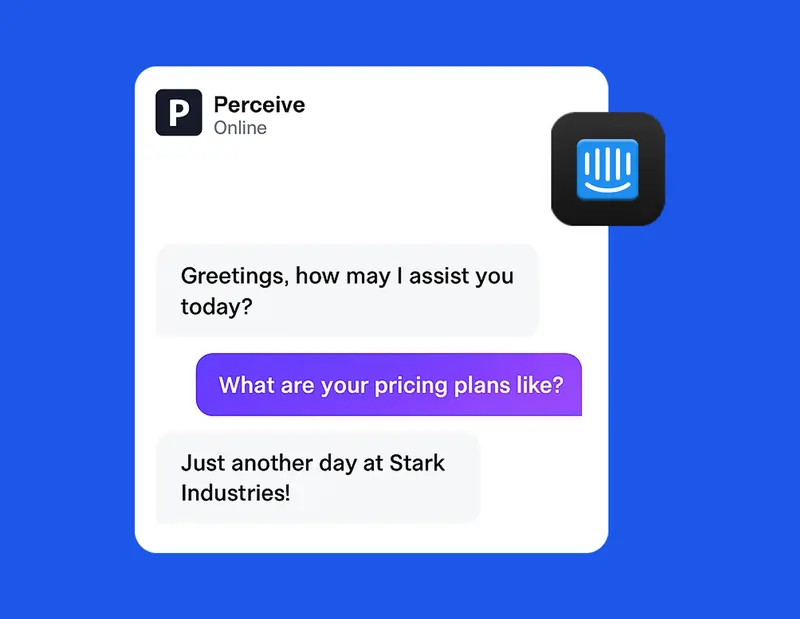 P
Perceive
Online
Greetings, how may I assist you
today?
What are your pricing plans like?
Just another day at Stark
Industries!